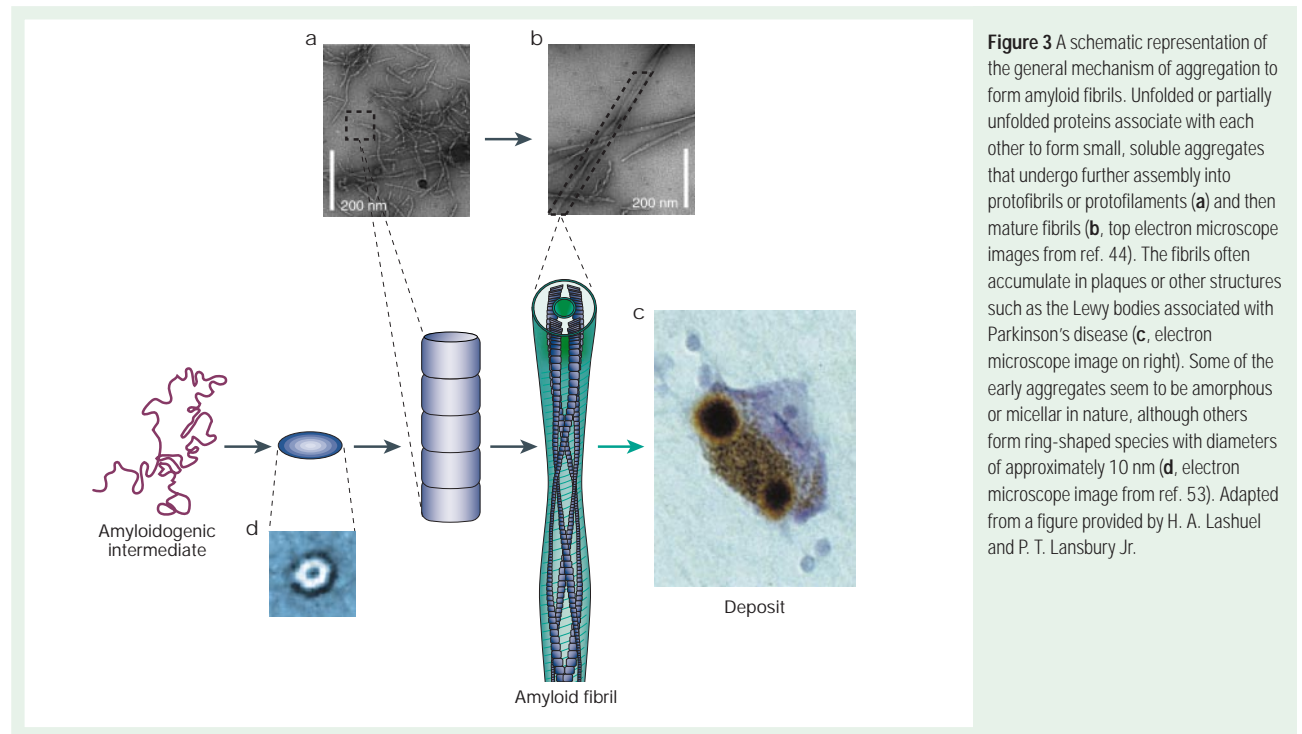 a
b
200 nm
200 nm
c
d
Amyloidogenic
intermediate
Deposit
Amyloid fibril
Figure 3 A schematic representation of
the general mechanism of aggregation to
form amyloid fibrils. Unfolded or partially
unfolded proteins associate with each
other to form small, soluble aggregates
that undergo further assembly into
protofibrils or protofilaments (a) and then
mature fibrils (b, top electron microscope
images from ref. 44). The fibrils often
accumulate in plaques or other structures
such as the Lewy bodies associated with
Parkinson's disease (c, electron
microscope image on right). Some of the
early aggregates seem to be amorphous
or micellar in nature, although others
form ring-shaped species with diameters
of approximately 10 nm (d, electron
microscope image from ref. 53). Adapted
from a figure provided by H. A. Lashuel
and P. T. Lansbury Jr.